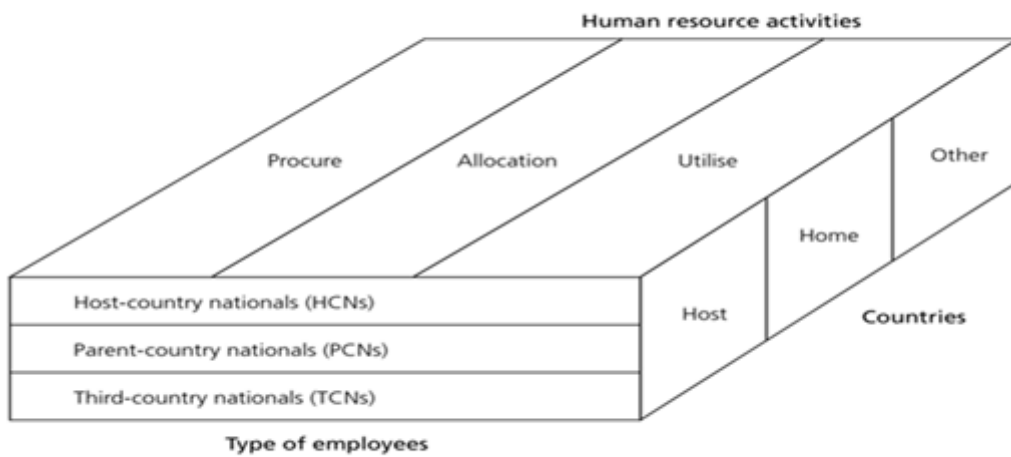 Human resource activities
Procure
Allocation
Utilise
Other
Home
Host
Countries
Host-country nationals (HCNs)
Parent-country nationals (PCNs)
Third-country nationals (TCNs)
Type of employees